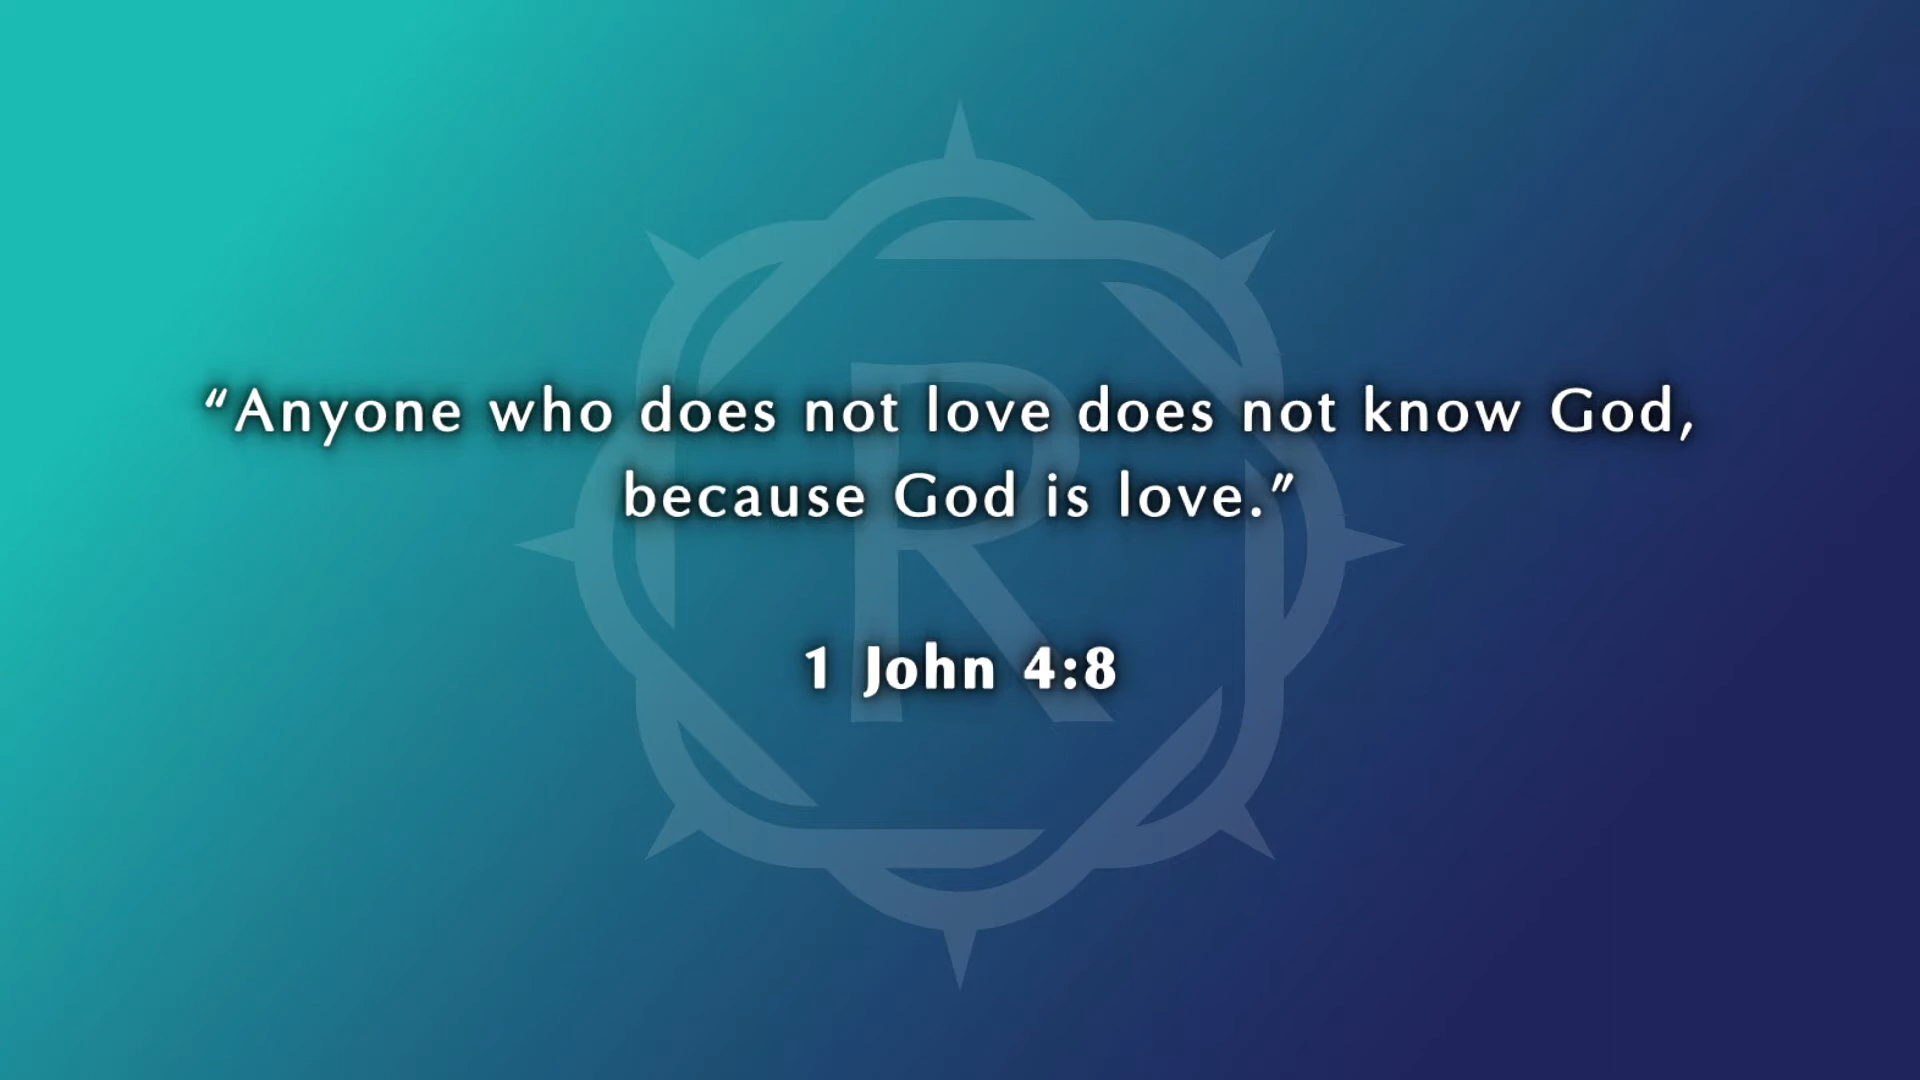 “Anyone who does not love does not know God,
because God is love.”
1 John 4:8
R